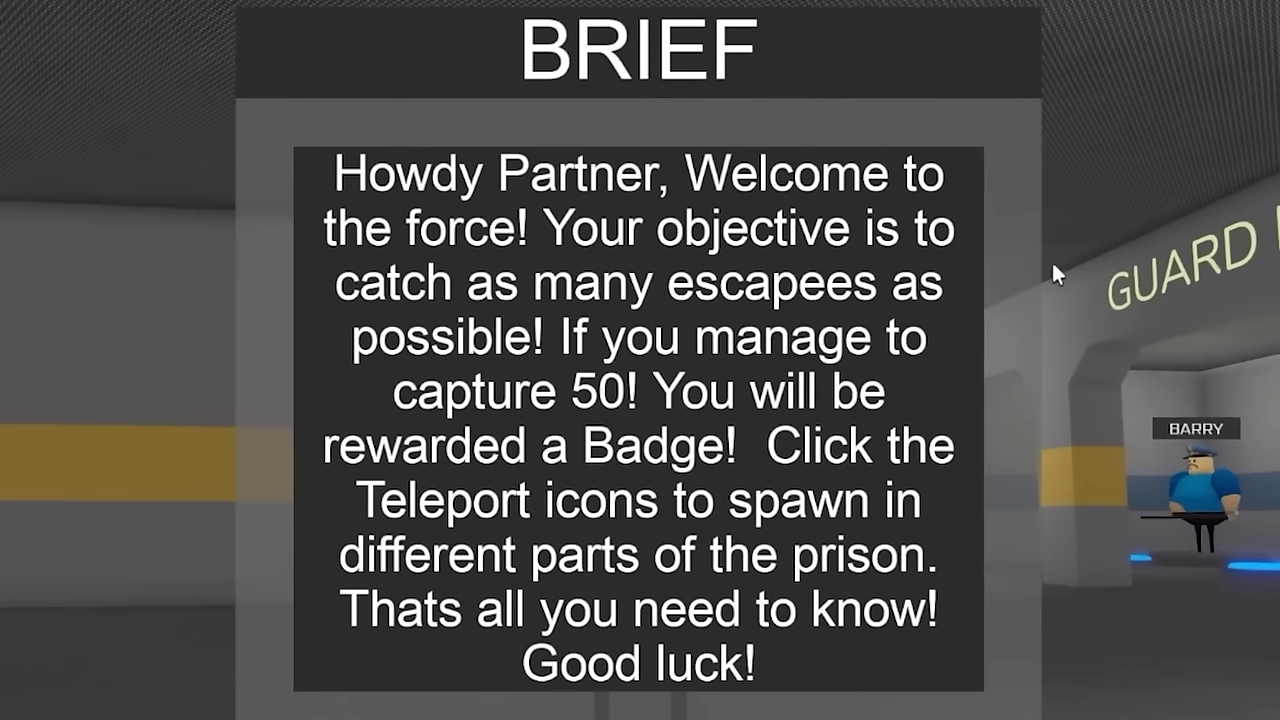 BRIEF
Howdy Partner, Welcome to
the force! Your objective is to
catch as many escapees as
possible! If you manage to
capture 50! You will be
rewarded a Badge!  Click the
Teleport icons to spawn in
different parts of the prison.
Thats all you need to know!
Good luck!
GUARD
BARRY